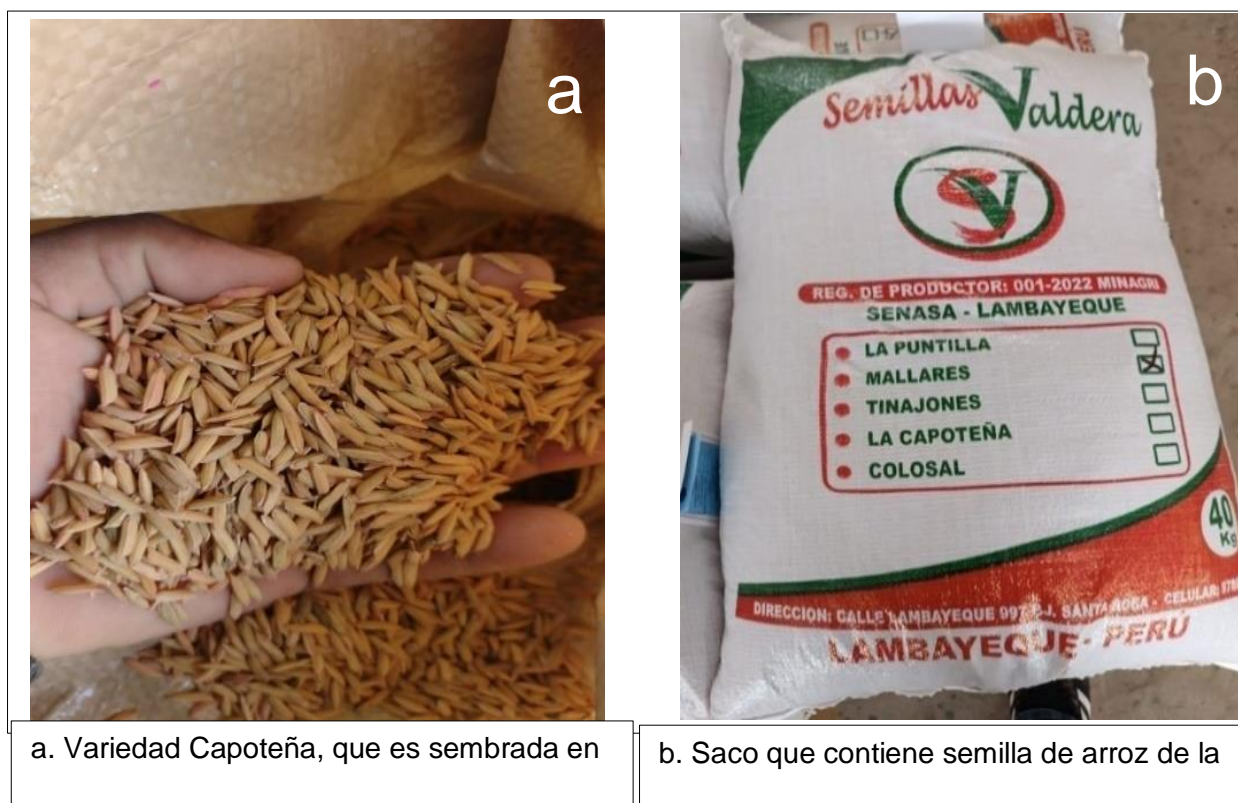 a
b
Semillas Valdera
SV
REG. DE PRODUCTOR: 001-2022 MINAGRI
SENASA - LAMBAYEQUE
LA PUNTILLA
MALLARES
TINAJONES
LA CAPOTEÑA
COLOSAL
40
Kg
DIRECCION: CALLE LAMBAYEQUE 997 P.J. SANTA ROSA - CELULAR:
LAMBAYEQUE - PERÚ
a. Variedad Capoteña, que es sembrada en
b. Saco que contiene semilla de arroz de la